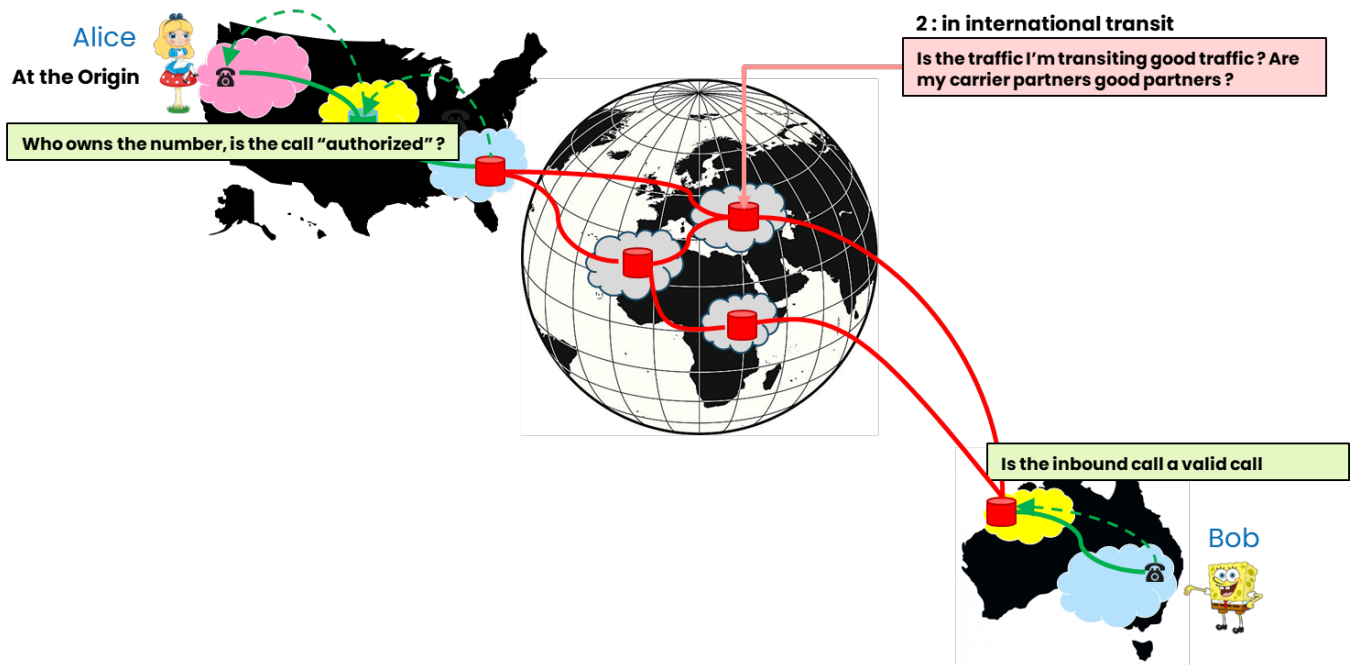 2 : in international transit
Alice
At the Origin
Is the traffic I'm transiting good traffic ? Are
my carrier partners good partners ?
Who owns the number, is the call “authorized” ?
Is the inbound call a valid call
Bob